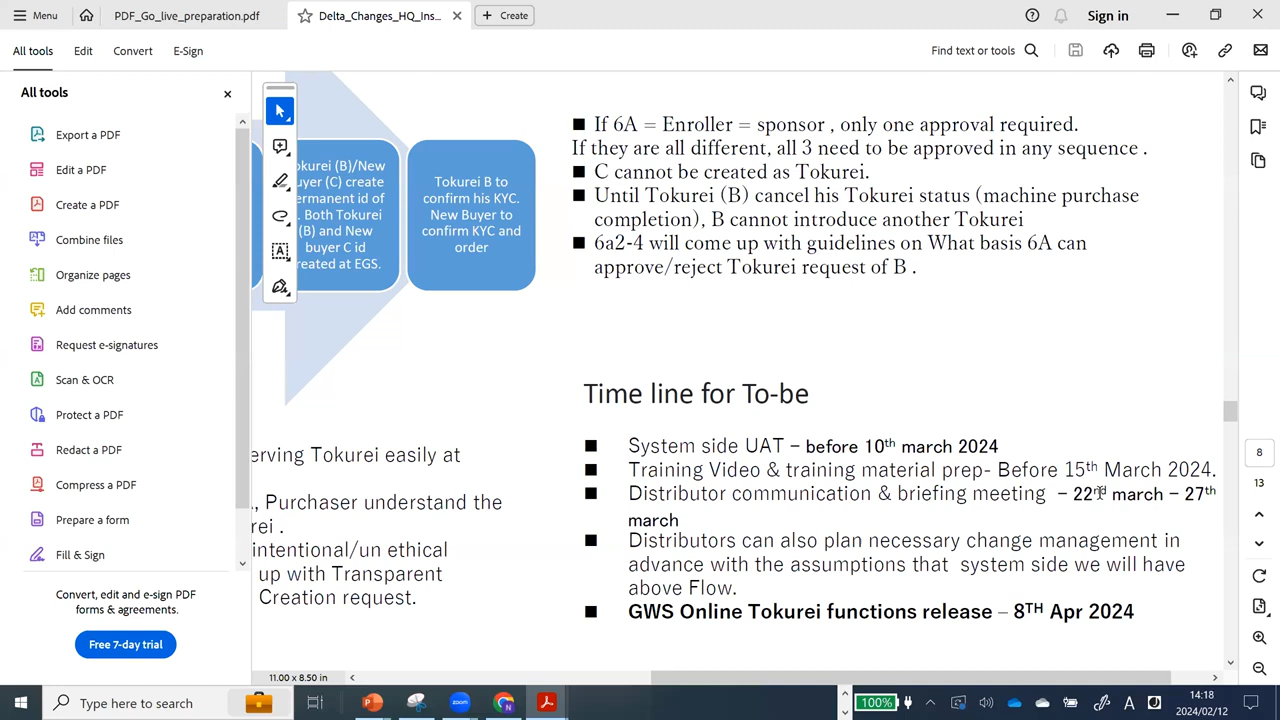 Menu
PDF_Go_live_preparation.pdf
Delta_Changes_HQ_Ins...
Create
Sign in
All tools
Edit
Convert
E-Sign
Find text or tools
All tools
Export a PDF
Edit a PDF
Create a PDF
Combine files
Organize pages
Add comments
Request e-signatures
Scan & OCR
Protect a PDF
Redact a PDF
Compress a PDF
Prepare a form
Fill & Sign
Convert, edit and e-sign PDF
forms & agreements.
Free 7-day trial
okurei (B)/New
uyer (C) create
ermanent id of
. Both Tokurei
(B) and New
buyer C id
reated at EGS.
Tokurei B to
confirm his KYC.
New Buyer to
confirm KYC and
order
■ If 6A = Enroller = sponsor , only one approval required.
If they are all different, all 3 need to be approved in any sequence .
■ C cannot be created as Tokurei.
■ Until Tokurei (B) cancel his Tokurei status (machine purchase
completion), B cannot introduce another Tokurei
■ 6a2-4 will come up with guidelines on What basis 6A can
approve/reject Tokurei request of B .
erving Tokurei easily at
., Purchaser understand the
rei .
intentional/un ethical
up with Transparent
Creation request.
Time line for To-be
■ System side UAT – before 10th march 2024
■ Training Video & training material prep- Before 15th March 2024.
■ Distributor communication & briefing meeting – 22nd march – 27th
march
■ Distributors can also plan necessary change management in
advance with the assumptions that system side we will have
above Flow.
■ GWS Online Tokurei functions release – 8TH Apr 2024
8
13
11.00 x 8.50 in
Type here to search
zoom
N
100%
A
14:18
2024/02/12